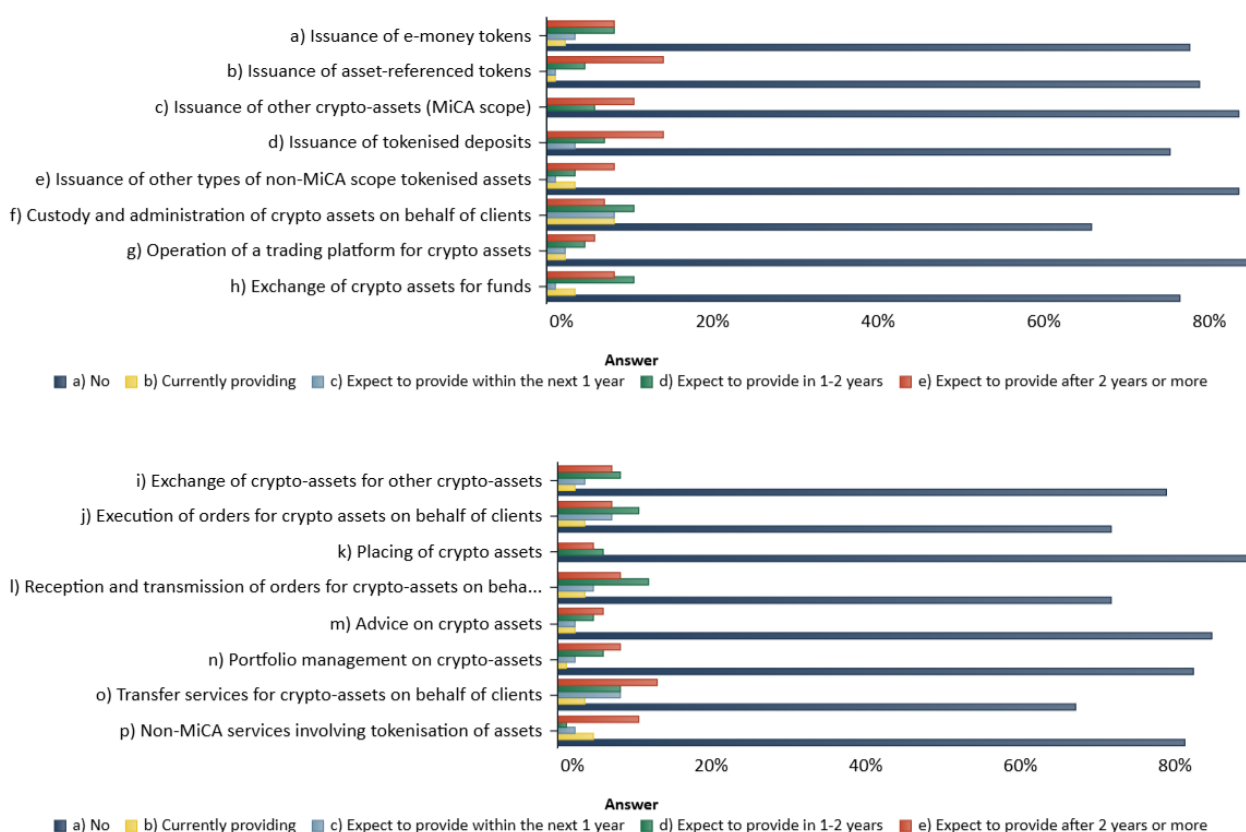 a) Issuance of e-money tokens
b) Issuance of asset-referenced tokens
c) Issuance of other crypto-assets (MiCA scope)
d) Issuance of tokenised deposits
e) Issuance of other types of non-MiCA scope tokenised assets
f) Custody and administration of crypto assets on behalf of clients
g) Operation of a trading platform for crypto assets
h) Exchange of crypto assets for funds
0% 20% 40% 60% 80%
Answer
a) No b) Currently providing c) Expect to provide within the next 1 year d) Expect to provide in 1-2 years e) Expect to provide after 2 years or more
i) Exchange of crypto-assets for other crypto-assets
j) Execution of orders for crypto assets on behalf of clients
k) Placing of crypto assets
l) Reception and transmission of orders for crypto-assets on beha...
m) Advice on crypto assets
n) Portfolio management on crypto-assets
o) Transfer services for crypto-assets on behalf of clients
p) Non-MiCA services involving tokenisation of assets
0% 20% 40% 60% 80%
Answer
a) No b) Currently providing c) Expect to provide within the next 1 year d) Expect to provide in 1-2 years e) Expect to provide after 2 years or more